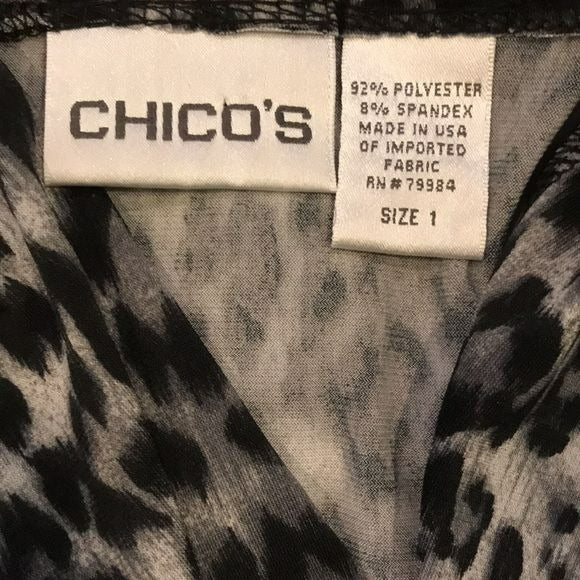 CHICO'S
92% POLYESTER
8% SPANDEX
MADE IN USA
OF IMPORTED
FABRIC
RN# 79984
SIZE 1